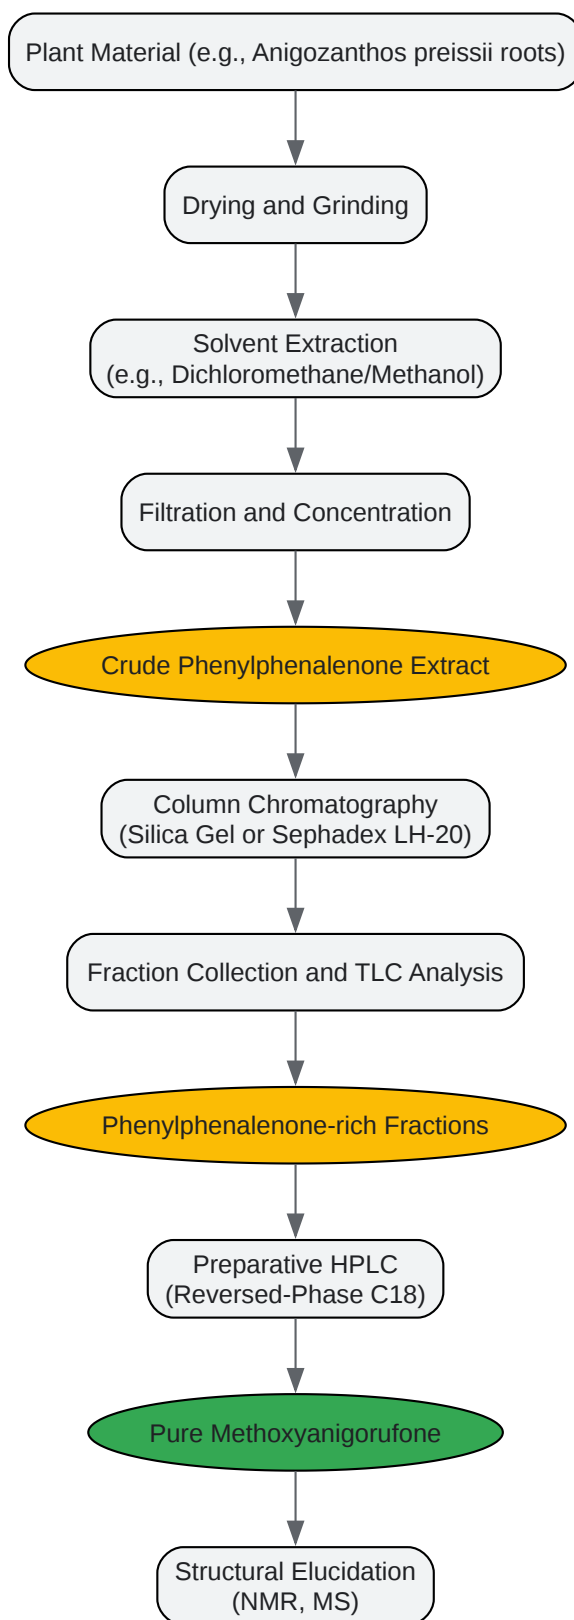 Plant Material (e.g., Anigozanthos preissii roots)
Drying and Grinding
Solvent Extraction
(e.g., Dichloromethane/Methanol)
Filtration and Concentration
Crude Phenylphenalenone Extract
Column Chromatography
(Silica Gel or Sephadex LH-20)
Fraction Collection and TLC Analysis
Phenylphenalenone-rich Fractions
Preparative HPLC
(Reversed-Phase C18)
Pure Methoxyanigorufone
Structural Elucidation
(NMR, MS)